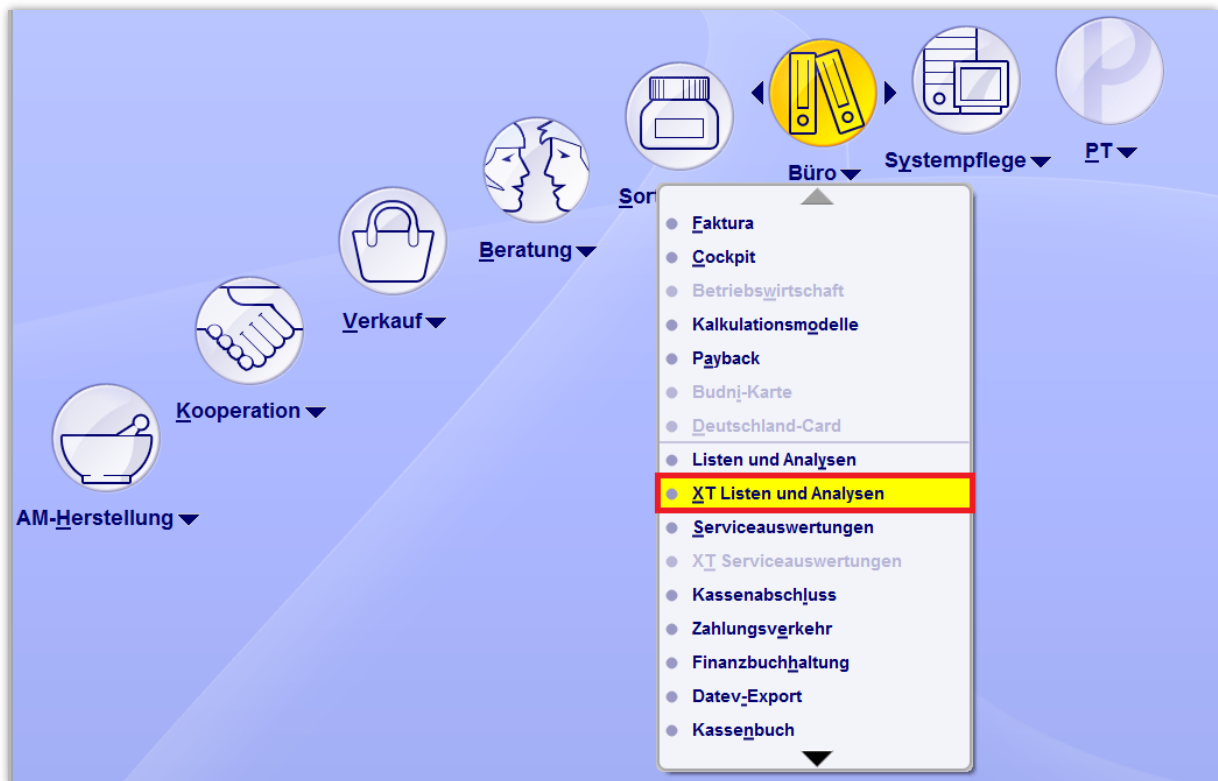 PT
Systempflege
Büro
Sort
Beratung
Verkauf
Kooperation
AM-Herstellung
Faktura
Cockpit
Betriebswirtschaft
Kalkulationsmodelle
Payback
Budni-Karte
Deutschland-Card
Listen und Analysen
XT Listen und Analysen
Serviceauswertungen
XT Serviceauswertungen
Kassenabschluss
Zahlungsverkehr
Finanzbuchhaltung
Datev-Export
Kassenbuch